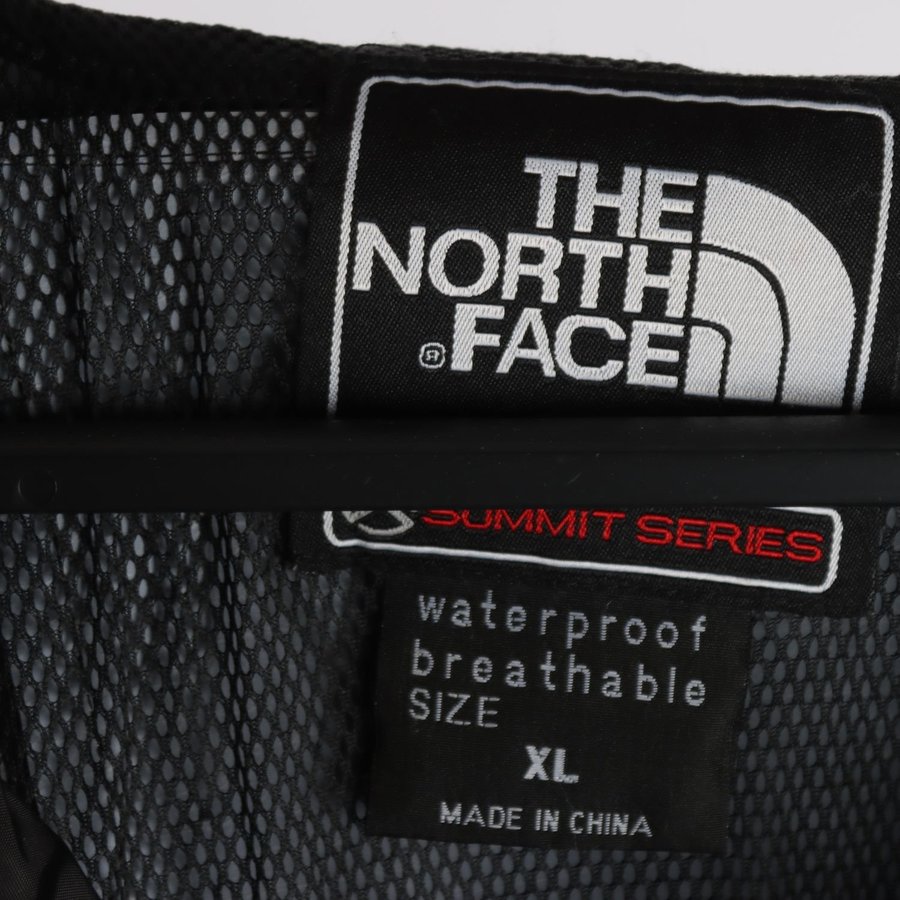 THE
NORTH
FACE
®
SUMMIT SERIES
waterproof
breathable
SIZE
XL
MADE IN CHINA